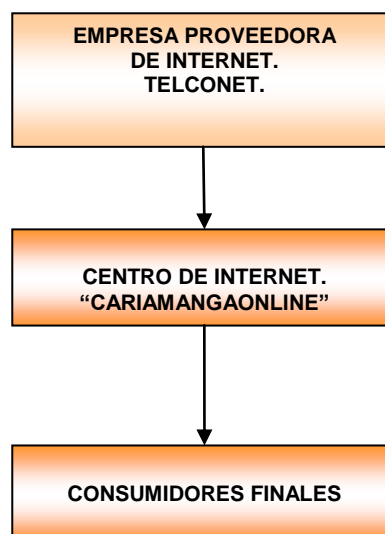 EMPRESA PROVEEDORA
DE INTERNET.
TELCONET.
CENTRO DE INTERNET.
“CARIAMANGAONLINE”
CONSUMIDORES FINALES